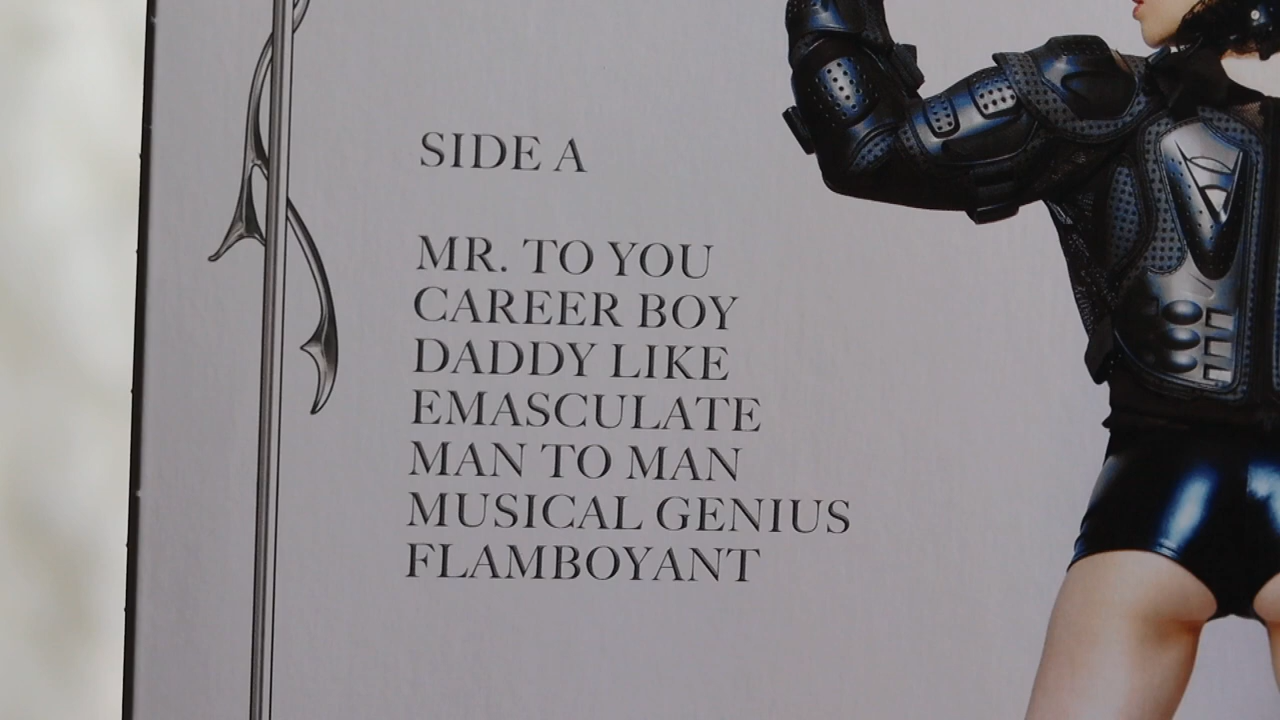 SIDE A
MR. TO YOU
CAREER BOY
DADDY LIKE
EMASCULATE
MAN TO MAN
MUSICAL GENIUS
FLAMBOYANT